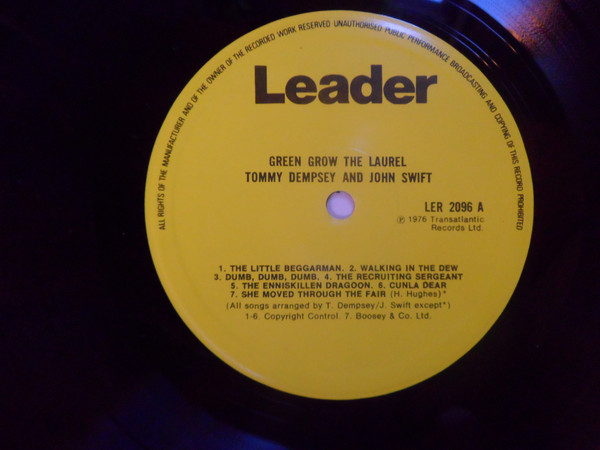 ALL RIGHTS OF THE MANUFACTURER AND OF THE OWNER OF THE RECORDED WORK RESERVED UNAUTHORISED PUBLIC PERFORMANCE BROADCASTING AND COPYING OF THIS RECORD PROHIBITED
Leader
GREEN GROW THE LAUREL
TOMMY DEMPSEY AND JOHN SWIFT
LER 2096 A
℗ 1976 Transatlantic
Records Ltd.
1. THE LITTLE BEGGARMAN. 2. WALKING IN THE DEW
3. DUMB, DUMB, DUMB. 4. THE RECRUITING SERGEANT
5. THE ENNISKILLEN DRAGOON. 6. CUNLA DEAR
7. SHE MOVED THROUGH THE FAIR (H. Hughes)*
(All songs arranged by T. Dempsey/J. Swift except*)
1-6. Copyright Control. 7. Boosey & Co. Ltd.